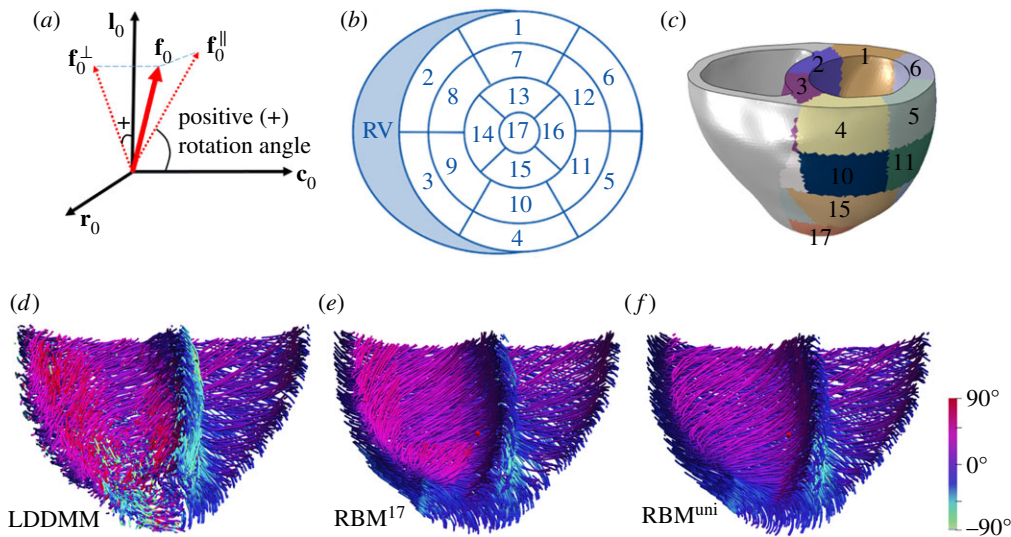 (a)
l₀
f₀⊥
f₀
f₀∥
+
positive (+)
rotation angle
c₀
r₀
(b)
1
7
2
6
8
13
12
RV
14
17
16
9
15
11
3
10
5
4
(c)
1
2
6
3
5
4
11
10
15
17
(d)
LDDMM
(e)
RBM¹⁷
(f)
RBMᵘⁿⁱ
90°
0°
–90°